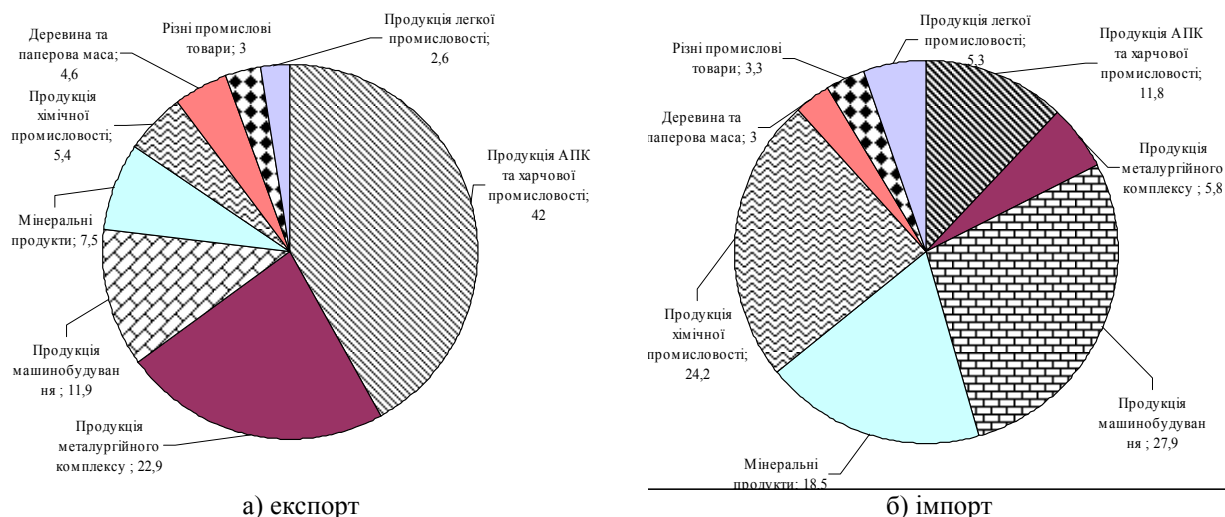 Продукція легкої
промисловості;
2,6
Різні промислові
товари; 3
Деревина та
паперова маса;
4,6
Продукція
хімічної
промисловості;
5,4
Мінеральні
продукти; 7,5
Продукція
машинобудуван
ня ; 11,9
Продукція
металургійного
комплексу ; 22,9
Продукція АПК
та харчової
промисловості;
42
а) експорт
Продукція легкої
промисловості;
5,3
Різні промислові
товари; 3,3
Деревина та
паперова маса; 3
Продукція
хімічної
промисловості;
24,2
Мінеральні
продукти; 18,5
Продукція
машинобудуван
ня ; 27,9
Продукція
металургійного
комплексу ; 5,8
Продукція АПК
та харчової
промисловості;
11,8
б) імпорт